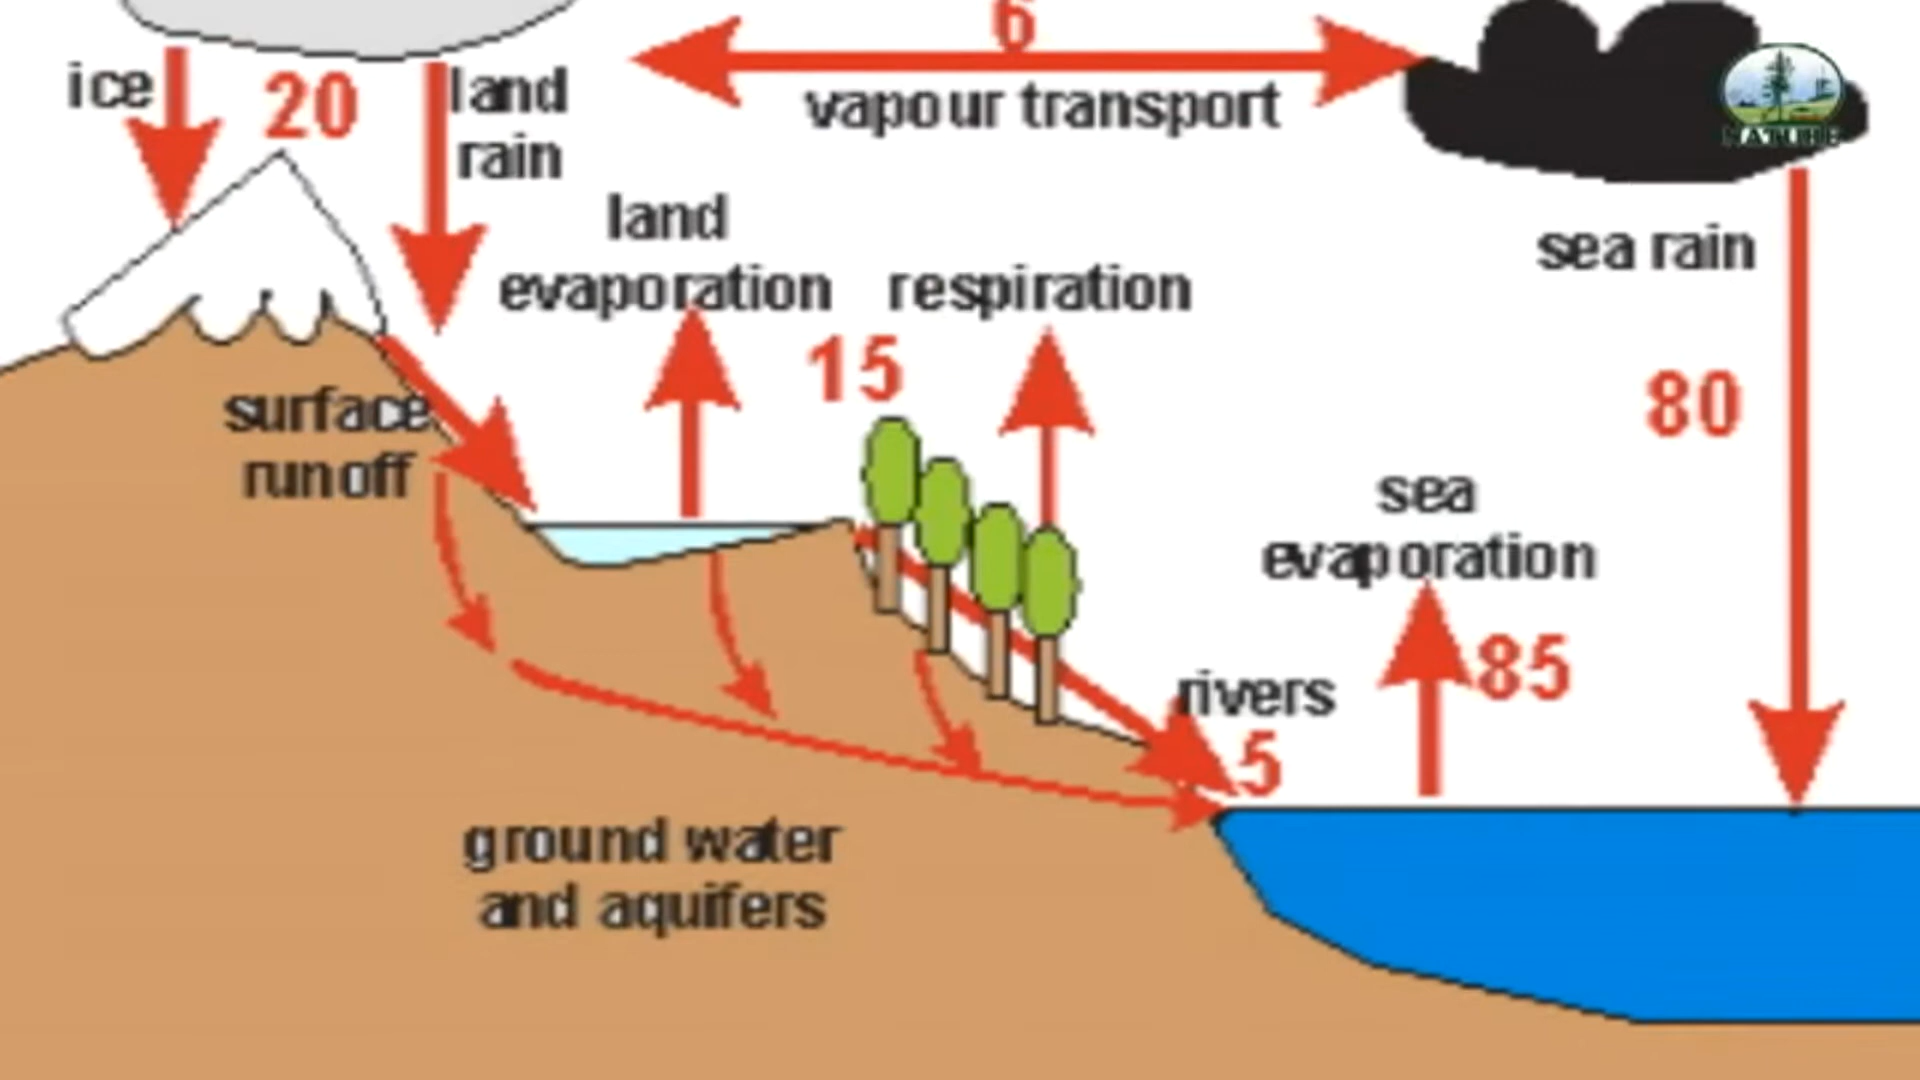 6
ice
20
land
rain
vapour transport
NATURE
land
evaporation
respiration
sea rain
15
80
surface
runoff
sea
evaporation
85
rivers
5
ground water
and aquifers